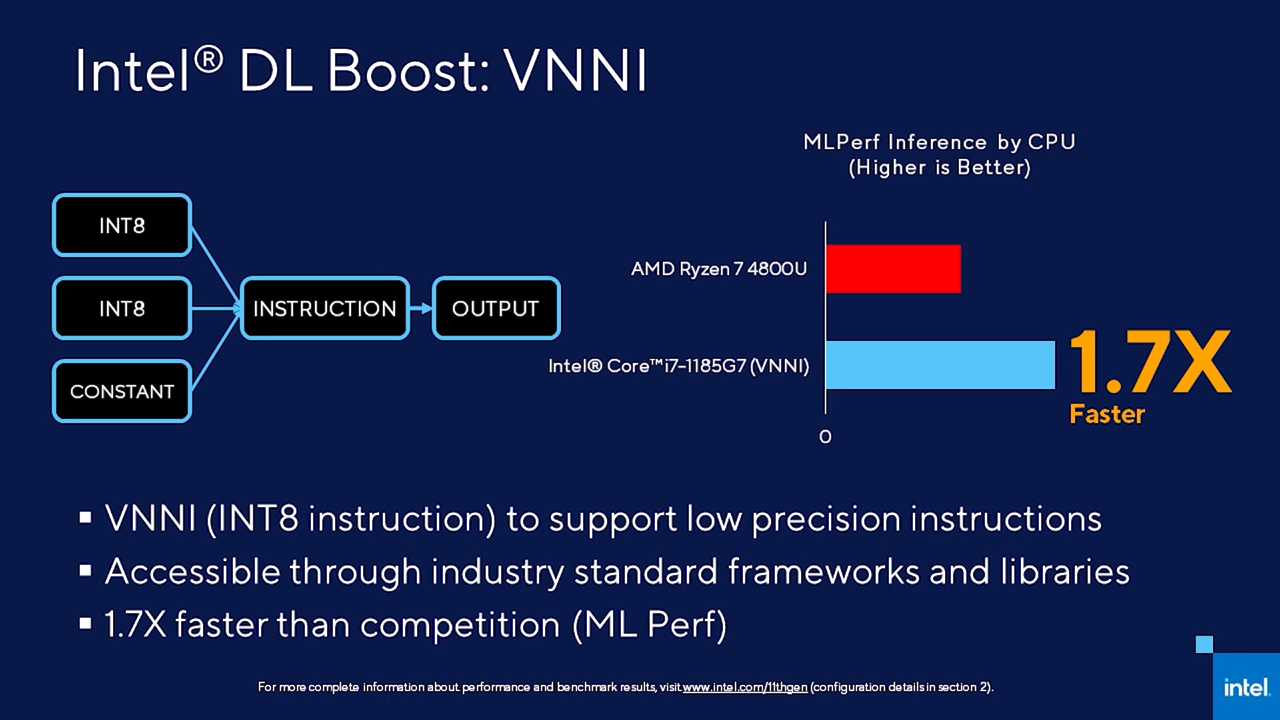 Intel® DL Boost: VNNI
MLPerf Inference by CPU
(Higher is Better)
INT8
INT8
CONSTANT
INSTRUCTION
OUTPUT
AMD Ryzen 7 4800U
Intel® Core™i7-1185G7 (VNNI)
0
1.7X
Faster
▪ VNNI (INT8 instruction) to support low precision instructions
▪ Accessible through industry standard frameworks and libraries
▪ 1.7X faster than competition (ML Perf)
For more complete information about performance and benchmark results, visit www.intel.com/11thgen (configuration details in section 2).
intel.